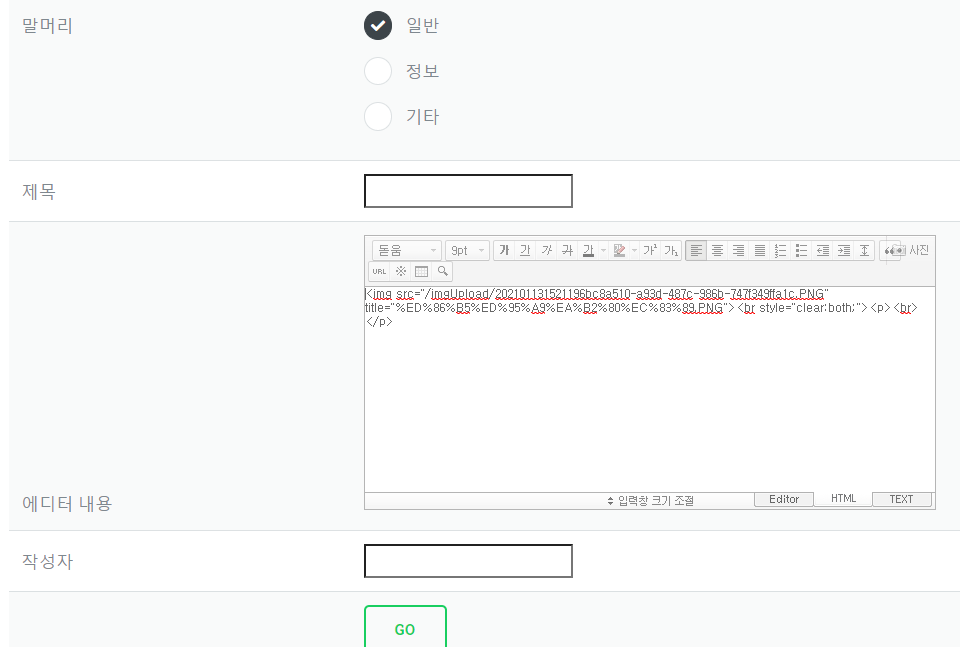 말머리
일반
정보
기타
제목
돋움 9pt 가 가 가 가 가 가¹ 가₁ 사진
URL
<img src="/imgUpload/202101131521196bc8a510-a93d-487c-986b-747f349ffa1c.PNG"
title="%ED%86%B5%ED%95%A9%EA%B2%80%EC%83%89.PNG"><br style="clear:both;"><p><br>
</p>
에디터 내용
입력창 크기 조절 Editor HTML TEXT
작성자
GO